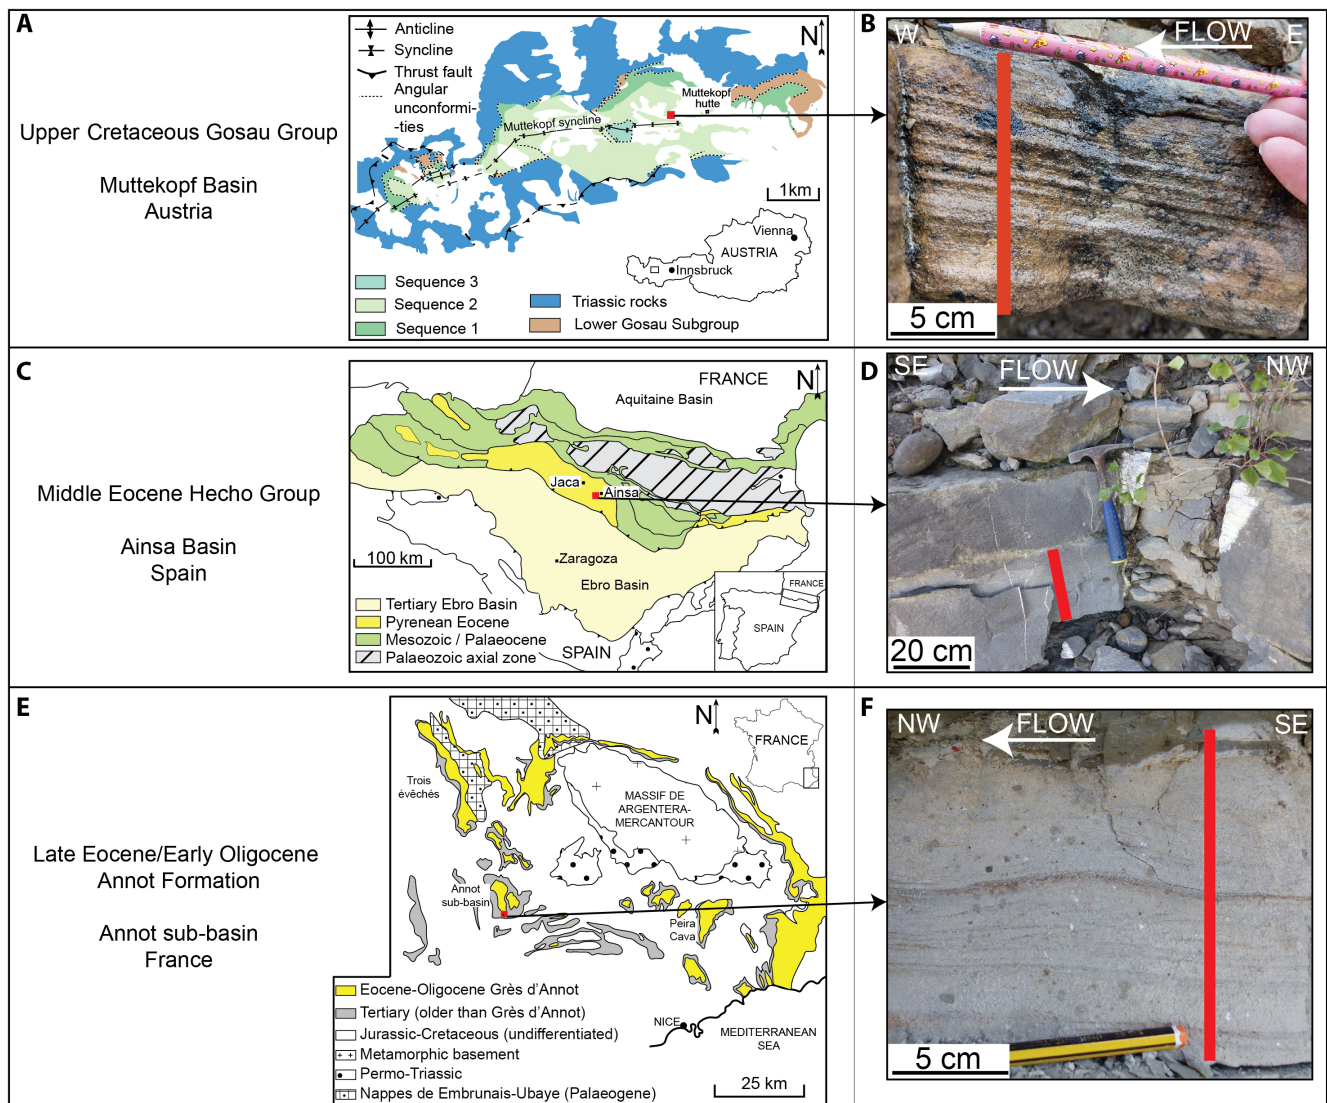 A
Upper Cretaceous Gosau Group
Muttekopf Basin
Austria
Anticline
Syncline
Thrust fault
Angular
unconformi-
-ties
N
Muttekopf
hutte
Muttekopf syncline
1km
Vienna
AUSTRIA
Innsbruck
Sequence 3
Sequence 2
Sequence 1
Triassic rocks
Lower Gosau Subgroup
B
W
FLOW
E
5 cm
C
Middle Eocene Hecho Group
Ainsa Basin
Spain
FRANCE
N
Aquitaine Basin
Jaca
Ainsa
100 km
Zaragoza
Ebro Basin
FRANCE
SPAIN
Tertiary Ebro Basin
Pyrenean Eocene
Mesozoic / Palaeocene
Palaeozoic axial zone
SPAIN
D
SE
FLOW
NW
20 cm
E
Late Eocene/Early Oligocene
Annot Formation
Annot sub-basin
France
N
FRANCE
Trois
évêchés
MASSIF DE
ARGENTERA-
MERCANTOUR
Annot
sub-basin
Peira
Cava
Eocene-Oligocene Grès d'Annot
Tertiary (older than Grès d'Annot)
Jurassic-Cretaceous (undifferentiated)
Metamorphic basement
Permo-Triassic
Nappes de Embrunais-Ubaye (Palaeogene)
NICE
MEDITERRANEAN
SEA
25 km
F
NW
FLOW
SE
5 cm